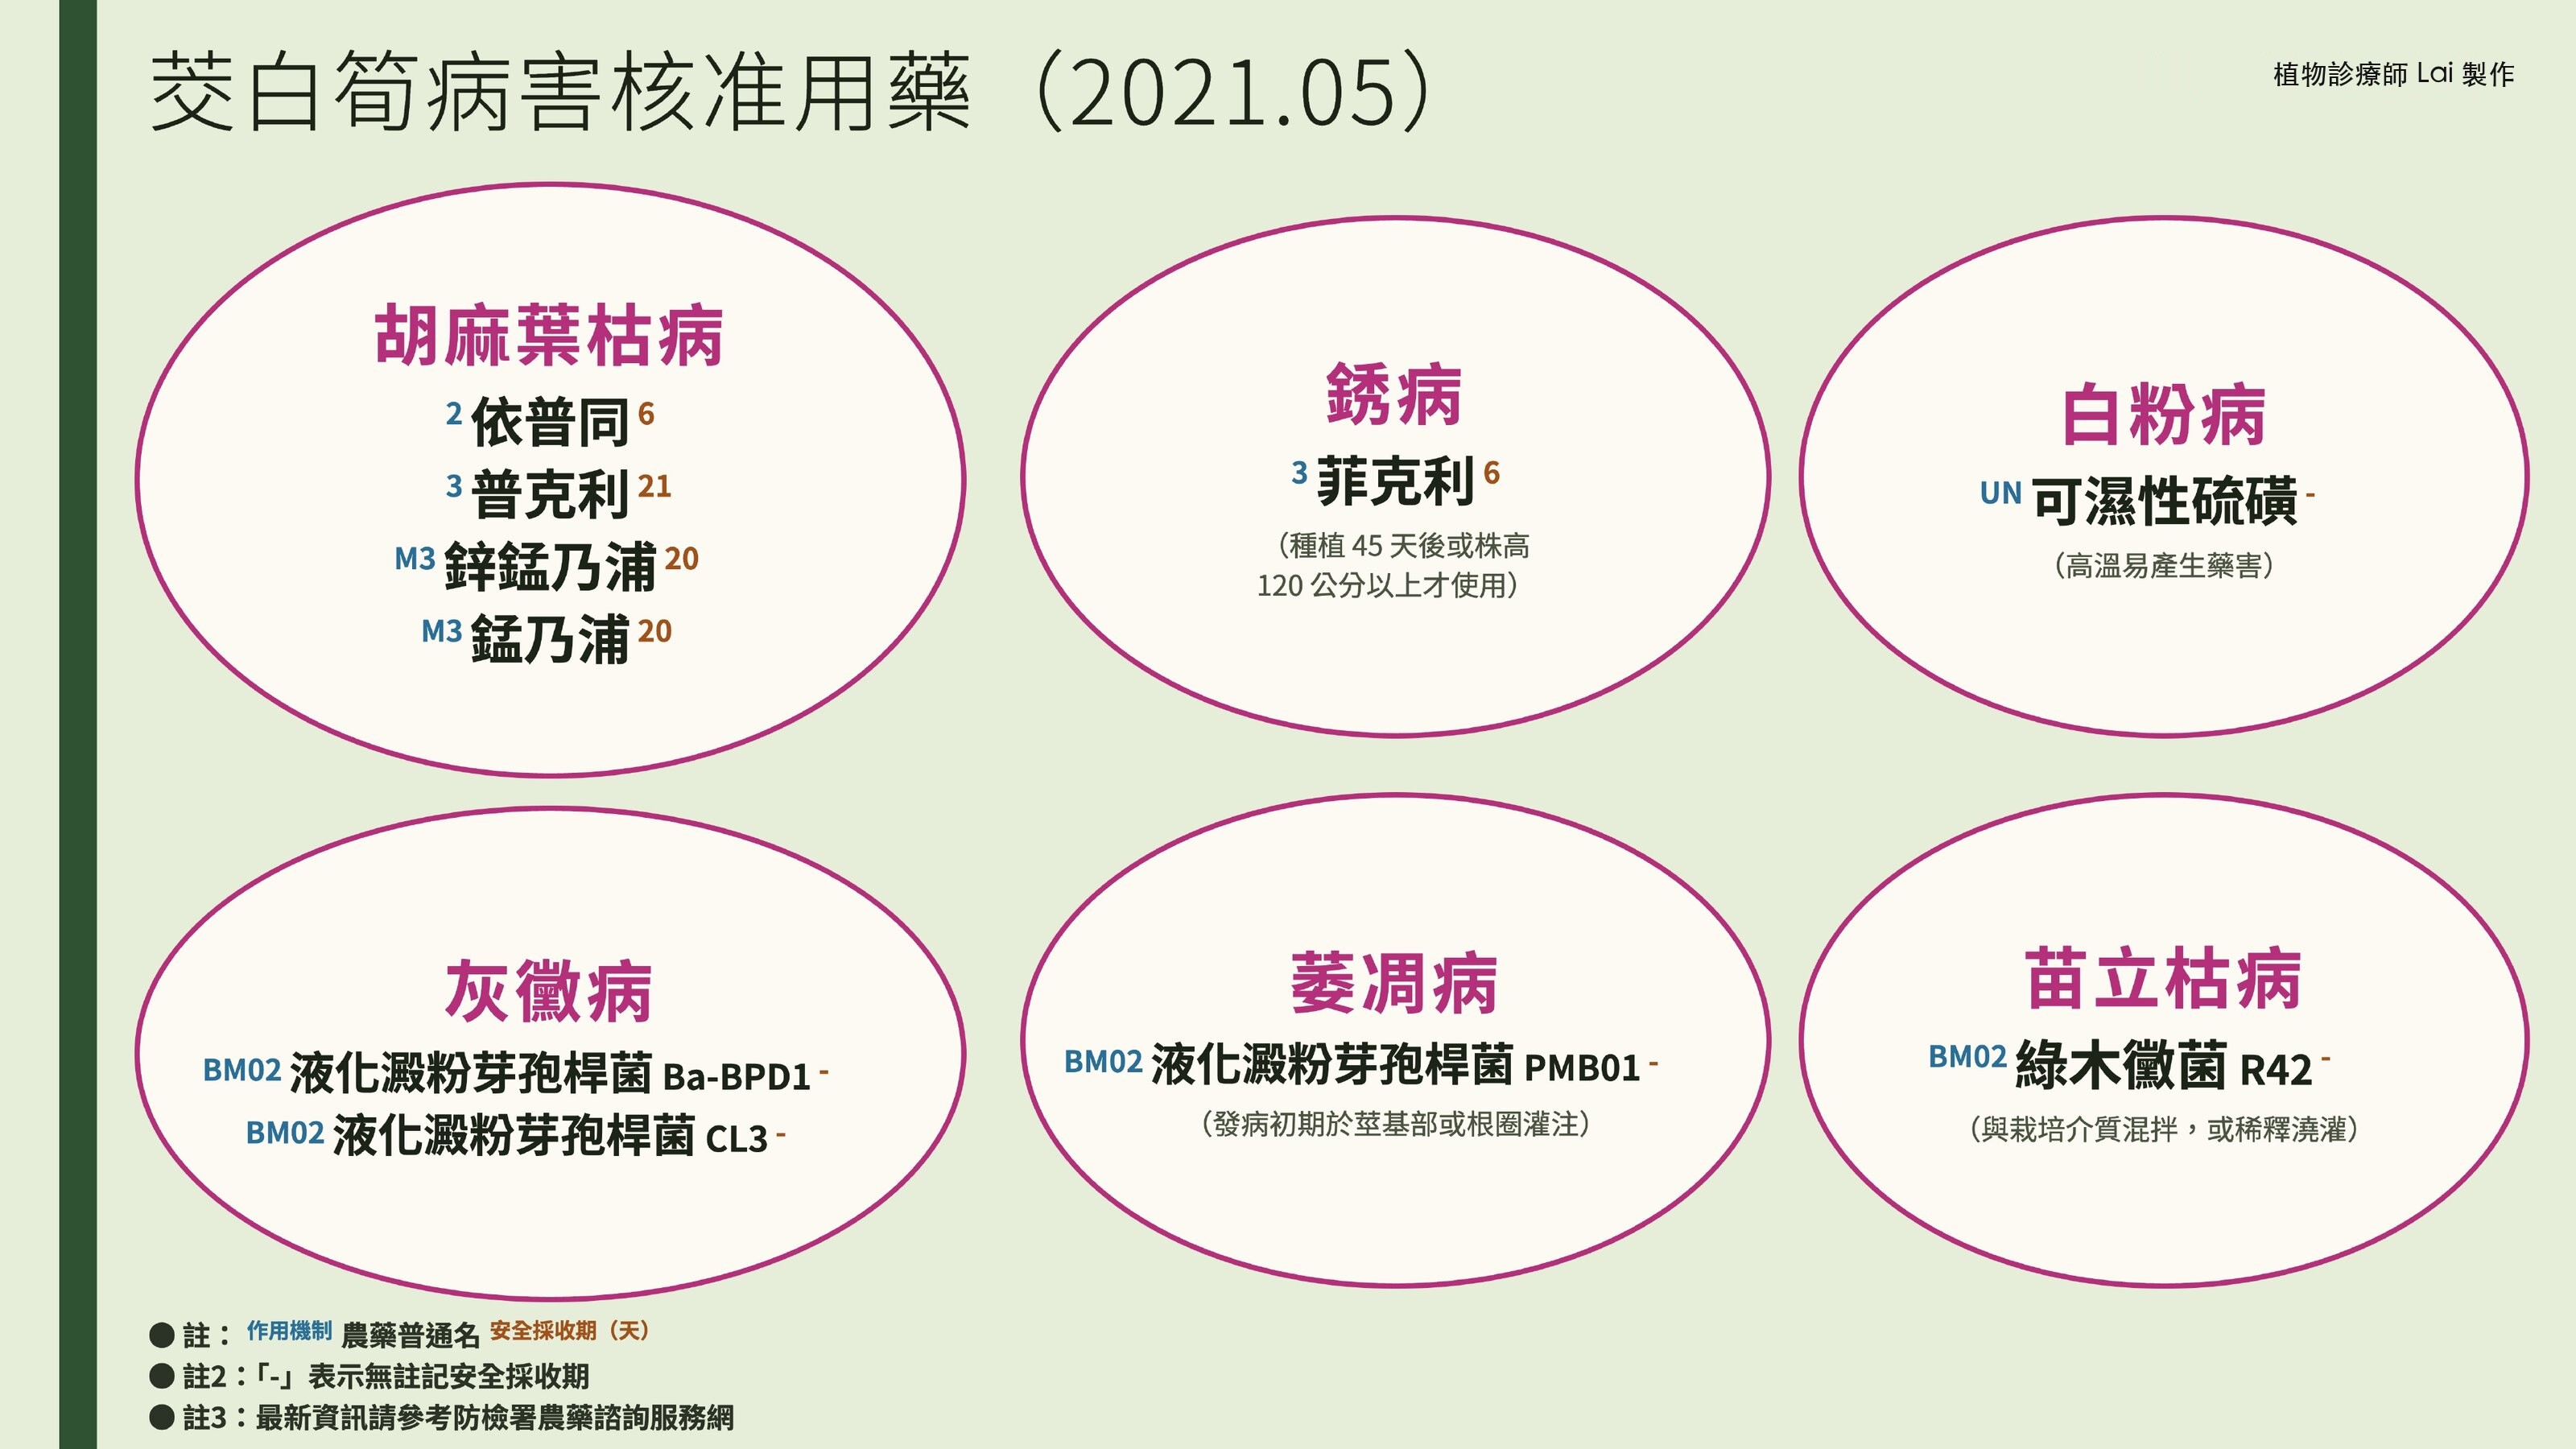 茭白筍病害核准用藥（2021.05）
植物診療師 Lai 製作
胡麻葉枯病
2 依普同 6
3 普克利 21
M3 鋅錳乃浦 20
M3 錳乃浦 20
銹病
3 菲克利 6
（種植 45 天後或株高
120 公分以上才使用）
白粉病
UN 可濕性硫磺 -
（高溫易產生藥害）
灰黴病
BM02 液化澱粉芽孢桿菌 Ba-BPD1 -
BM02 液化澱粉芽孢桿菌 CL3 -
萎凋病
BM02 液化澱粉芽孢桿菌 PMB01 -
（發病初期於莖基部或根圈灌注）
苗立枯病
BM02 綠木黴菌 R42 -
（與栽培介質混拌，或稀釋澆灌）
● 註： 作用機制 農藥普通名 安全採收期（天）
● 註2：「-」表示無註記安全採收期
● 註3：最新資訊請參考防檢署農藥諮詢服務網